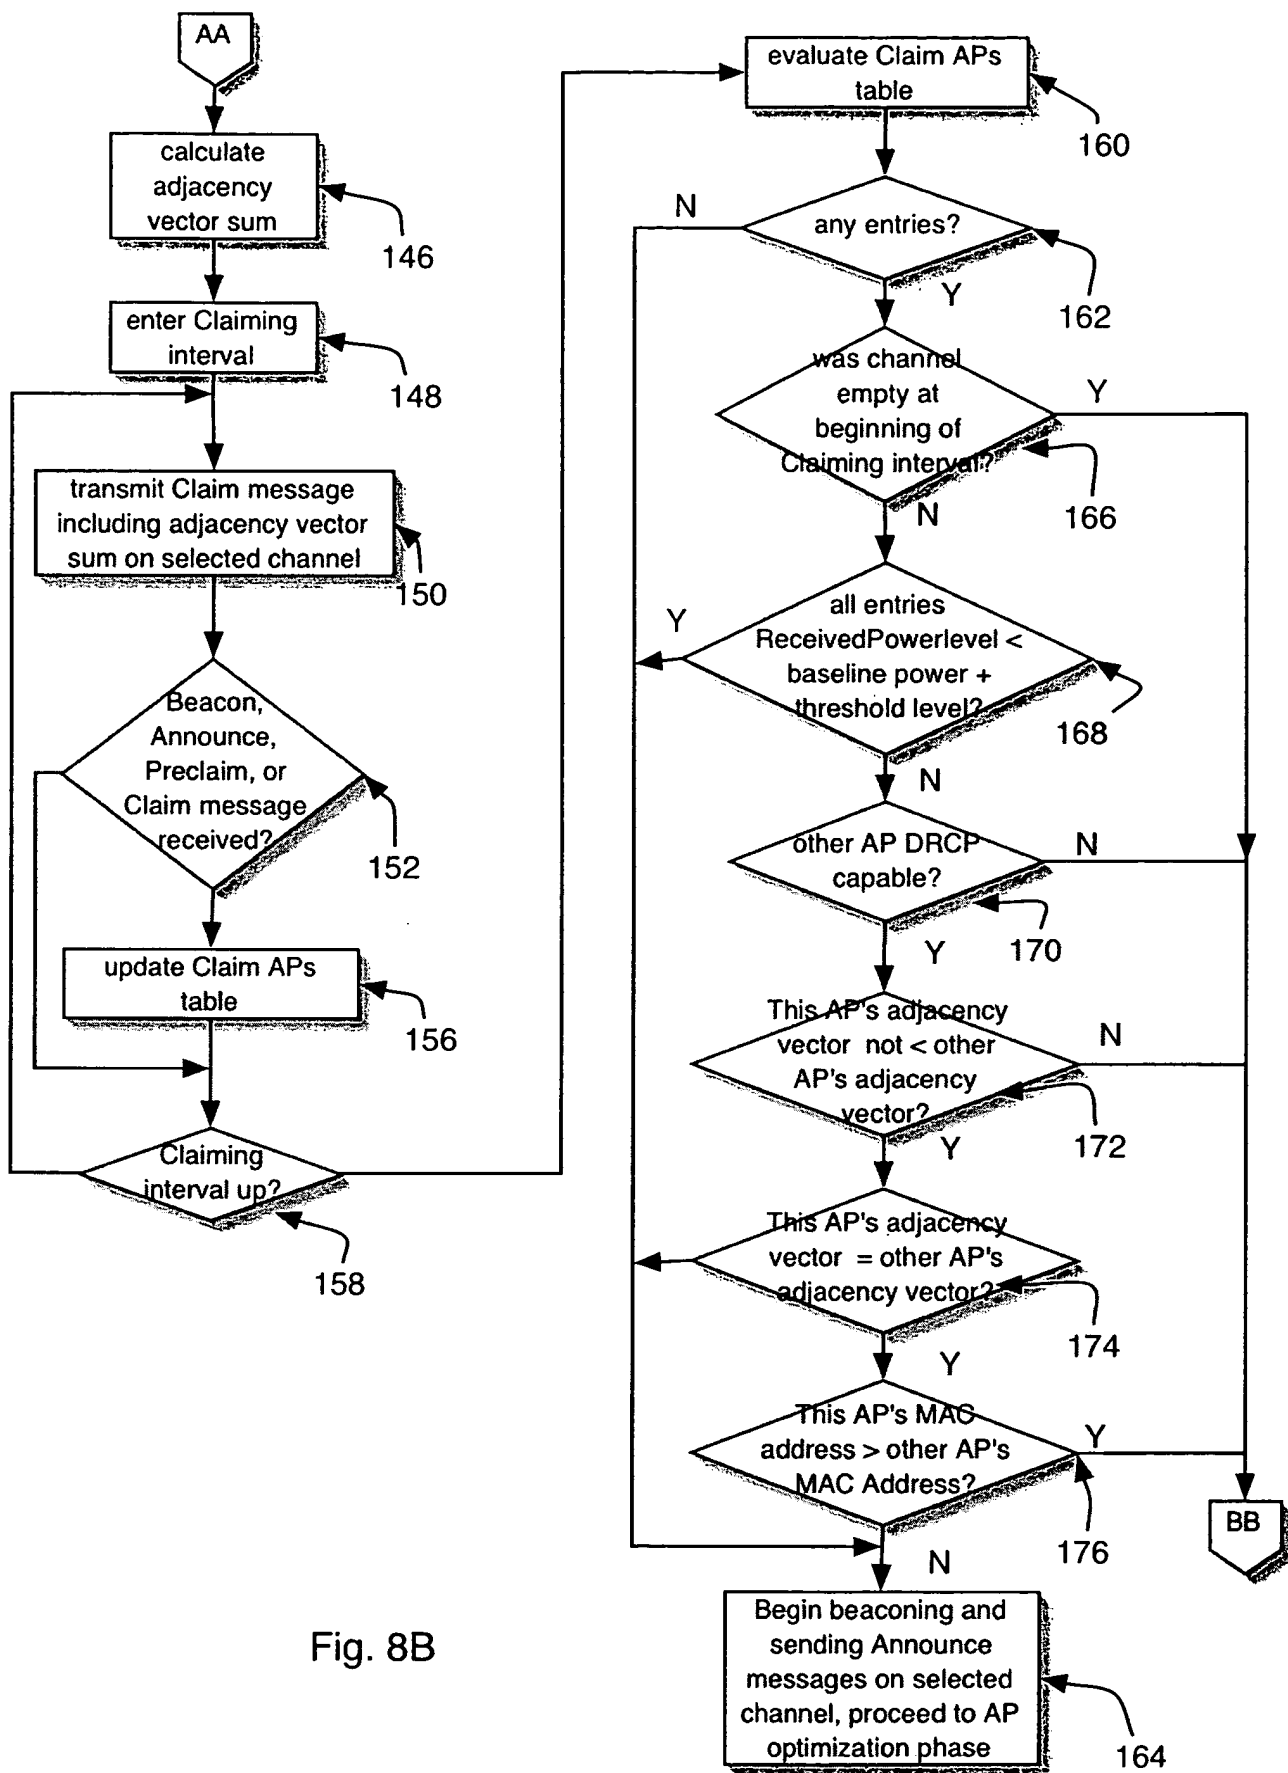 AA
calculate
adjacency
vector sum
146
enter Claiming
interval
148
transmit Claim message
including adjacency vector
sum on selected channel
150
Beacon,
Announce,
Preclaim, or
Claim message
received?
152
update Claim APs
table
156
Claiming
interval up?
158
evaluate Claim APs
table
160
N
any entries?
162
Y
was channel
empty at
beginning of
Claiming interval?
Y
166
N
all entries
ReceivedPowerlevel <
baseline power +
threshold level?
Y
168
N
other AP DRCP
capable?
N
170
Y
This AP's adjacency
vector not < other
AP's adjacency
vector?
N
172
Y
This AP's adjacency
vector = other AP's
adjacency vector?
174
Y
This AP's MAC
address > other AP's
MAC Address?
Y
176
BB
N
Begin beaconing and
sending Announce
messages on selected
channel, proceed to AP
optimization phase
164
Fig. 8B